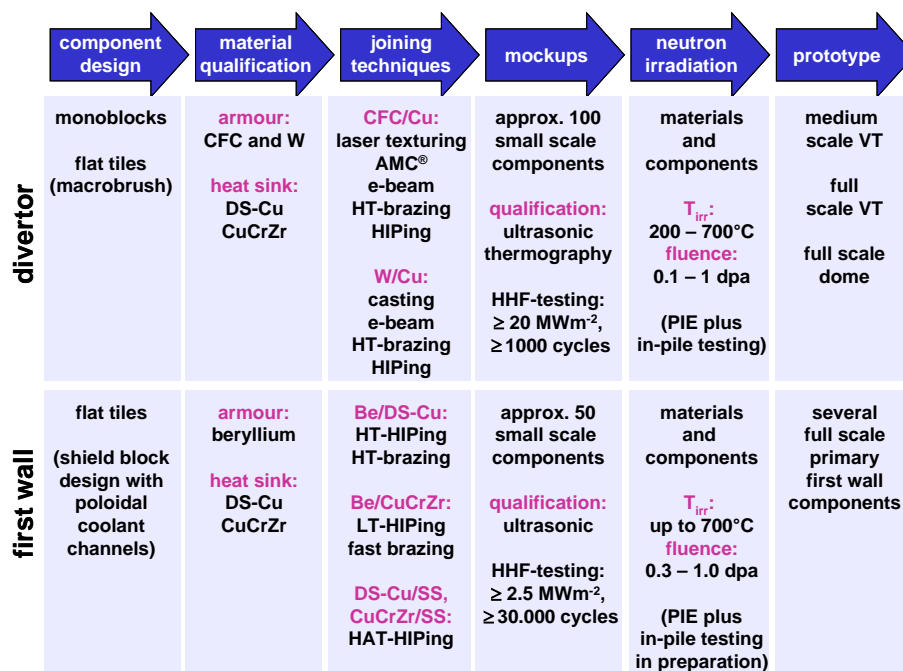 component
design
material
qualification
joining
techniques
mockups
neutron
irradiation
prototype
divertor
monoblocks
flat tiles
(macrobrush)
armour:
CFC and W
heat sink:
DS-Cu
CuCrZr
CFC/Cu:
laser texturing
AMC®
e-beam
HT-brazing
HIPing
W/Cu:
casting
e-beam
HT-brazing
HIPing
approx. 100
small scale
components
qualification:
ultrasonic
thermography
HHF-testing:
≥ 20 MWm⁻²,
≥ 1000 cycles
materials
and
components
Tirr:
200 – 700°C
fluence:
0.1 – 1 dpa
(PIE plus
in-pile testing)
medium
scale VT
full
scale VT
full scale
dome
first wall
flat tiles
(shield block
design with
poloidal
coolant
channels)
armour:
beryllium
heat sink:
DS-Cu
CuCrZr
Be/DS-Cu:
HT-HIPing
HT-brazing
Be/CuCrZr:
LT-HIPing
fast brazing
DS-Cu/SS,
CuCrZr/SS:
HAT-HIPing
approx. 50
small scale
components
qualification:
ultrasonic
HHF-testing:
≥ 2.5 MWm⁻²,
≥ 30.000 cycles
materials
and
components
Tirr:
up to 700°C
fluence:
0.3 – 1.0 dpa
(PIE plus
in-pile testing
in preparation)
several
full scale
primary
first wall
components